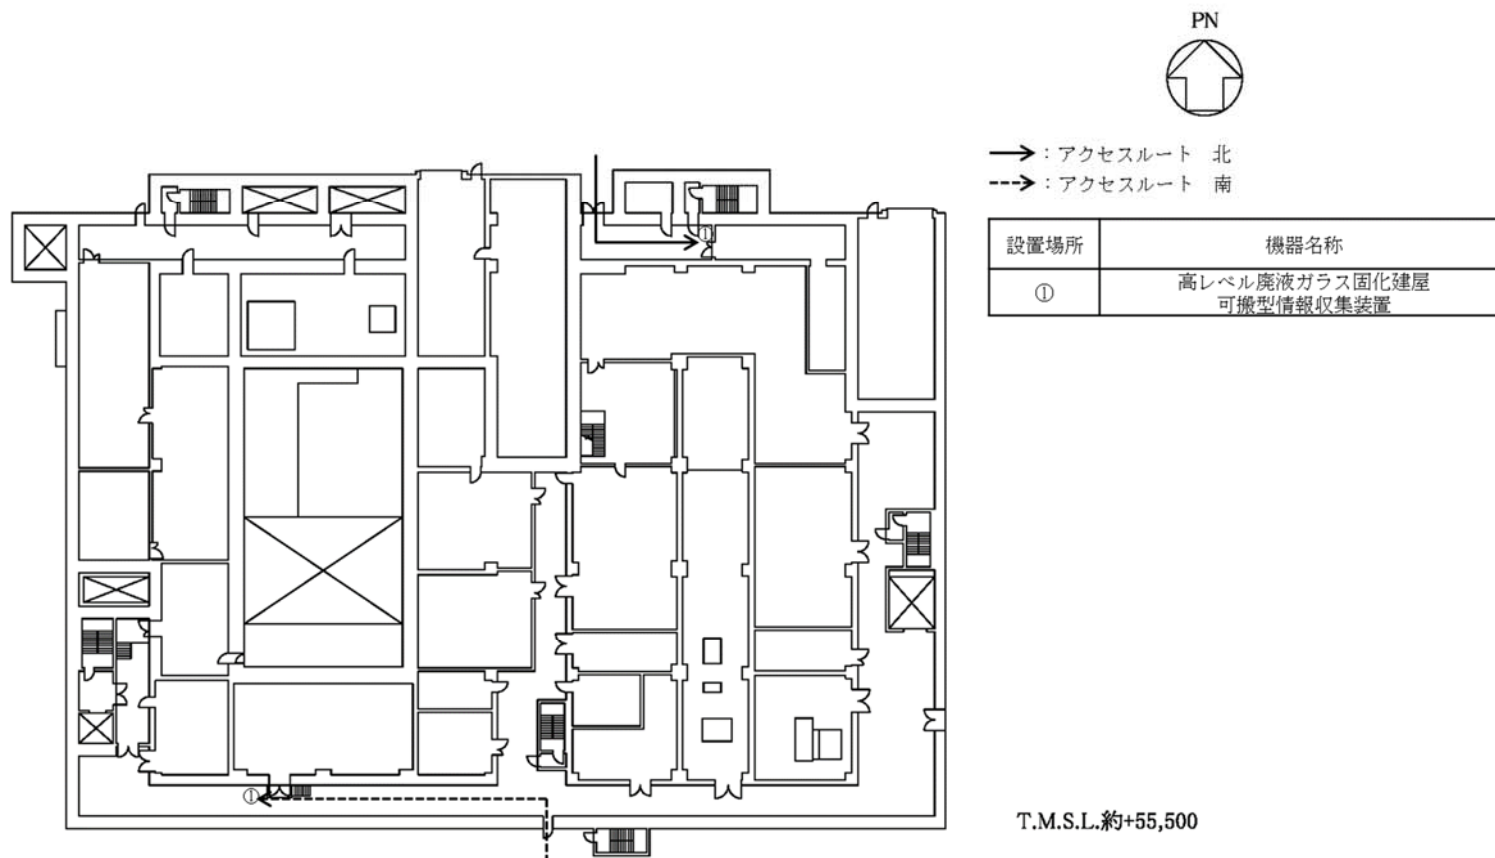 PN
：アクセスルート　北
：アクセスルート　南
設置場所
機器名称
①
高レベル廃液ガラス固化建屋
可搬型情報収集装置
①
①
T.M.S.L.約+55,500